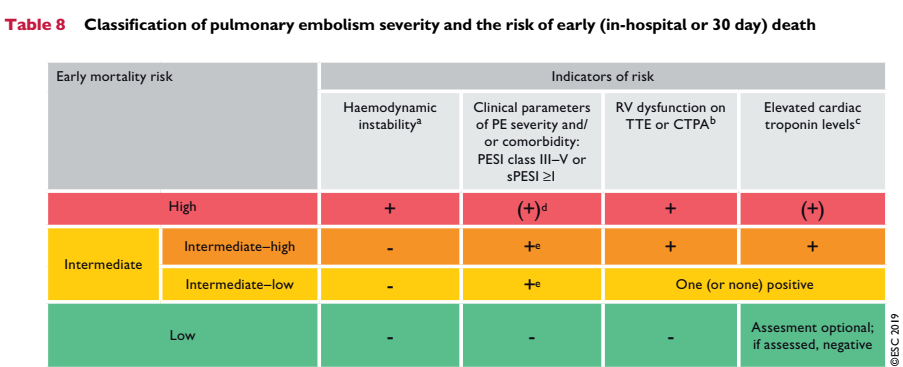 Table 8 Classification of pulmonary embolism severity and the risk of early (in-hospital or 30 day) death
Early mortality risk
Indicators of risk
Haemodynamic
instabilitya
Clinical parameters
of PE severity and/
or comorbidity:
PESI class III–V or
sPESI ≥I
RV dysfunction on
TTE or CTPAb
Elevated cardiac
troponin levelsc
High
+
(+)d
+
(+)
Intermediate
Intermediate–high
-
+e
+
+
Intermediate–low
-
+e
One (or none) positive
Low
-
-
-
Assesment optional;
if assessed, negative
©ESC 2019